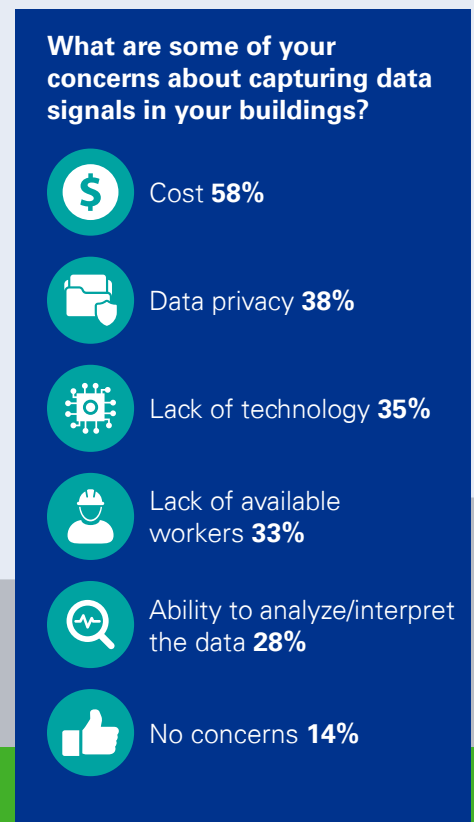 What are some of your
concerns about capturing data
signals in your buildings?
$
Cost 58%
Data privacy 38%
Lack of technology 35%
Lack of available
workers 33%
Ability to analyze/interpret
the data 28%
No concerns 14%